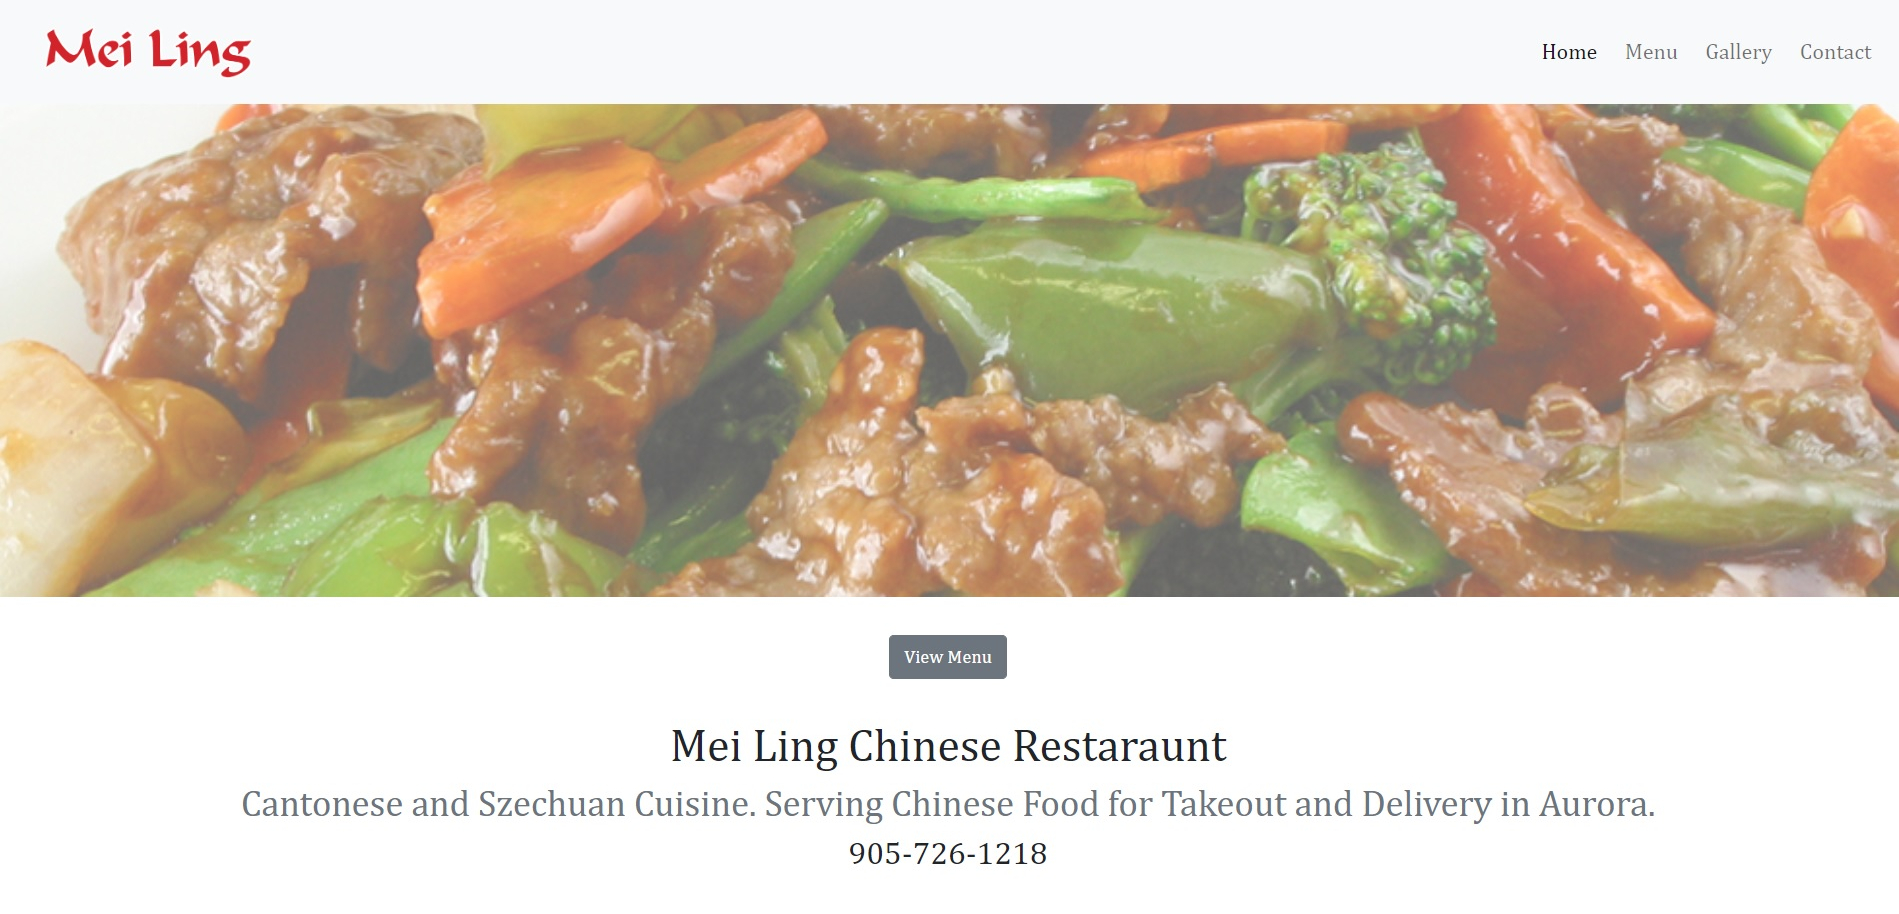 Mei Ling
Home Menu Gallery Contact
View Menu
Mei Ling Chinese Restaraunt
Cantonese and Szechuan Cuisine. Serving Chinese Food for Takeout and Delivery in Aurora.
905-726-1218